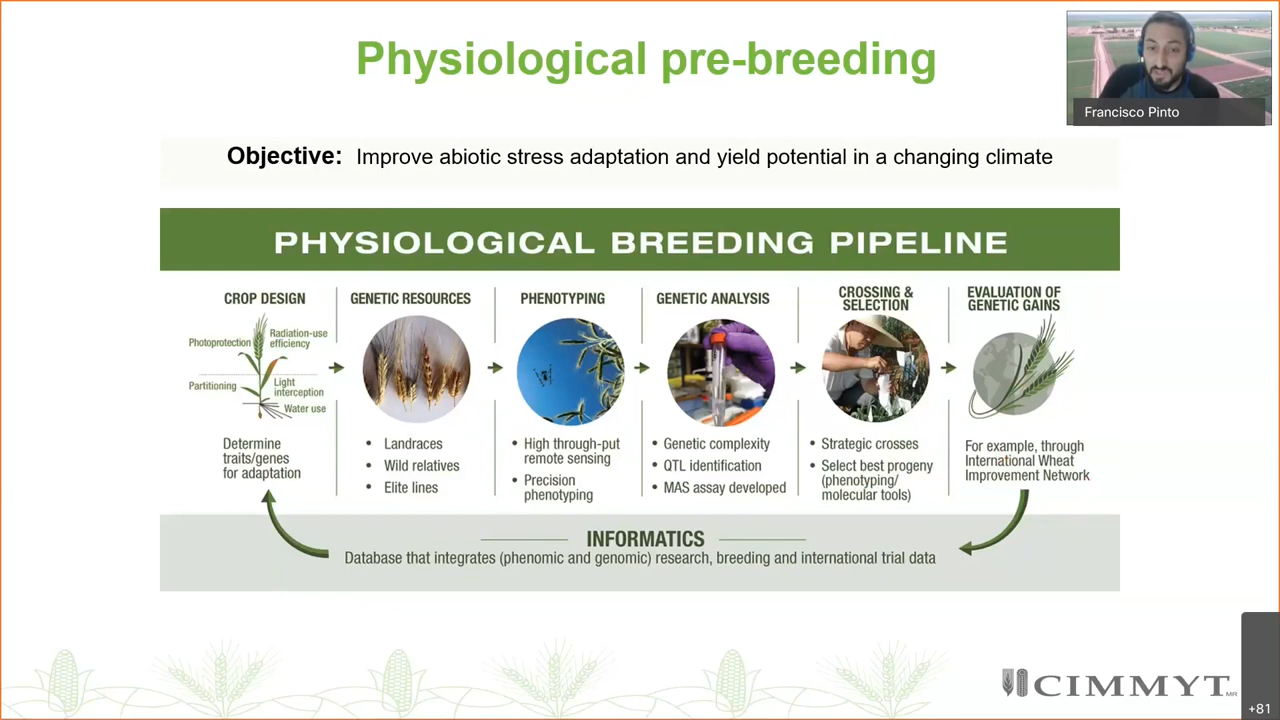 Physiological pre-breeding
Francisco Pinto
Objective: Improve abiotic stress adaptation and yield potential in a changing climate
PHYSIOLOGICAL BREEDING PIPELINE
CROP DESIGN
Photoprotection
Radiation-use
efficiency
Partitioning
Light
interception
Water use
Determine
traits/genes
for adaptation
GENETIC RESOURCES
• Landraces
• Wild relatives
• Elite lines
PHENOTYPING
• High through-put
remote sensing
• Precision
phenotyping
GENETIC ANALYSIS
• Genetic complexity
• QTL identification
• MAS assay developed
CROSSING &
SELECTION
• Strategic crosses
• Select best progeny
(phenotyping/
molecular tools)
EVALUATION OF
GENETIC GAINS
For example, through
International Wheat
Improvement Network
INFORMATICS
Database that integrates (phenomic and genomic) research, breeding and international trial data
CIMMYT MR
+81